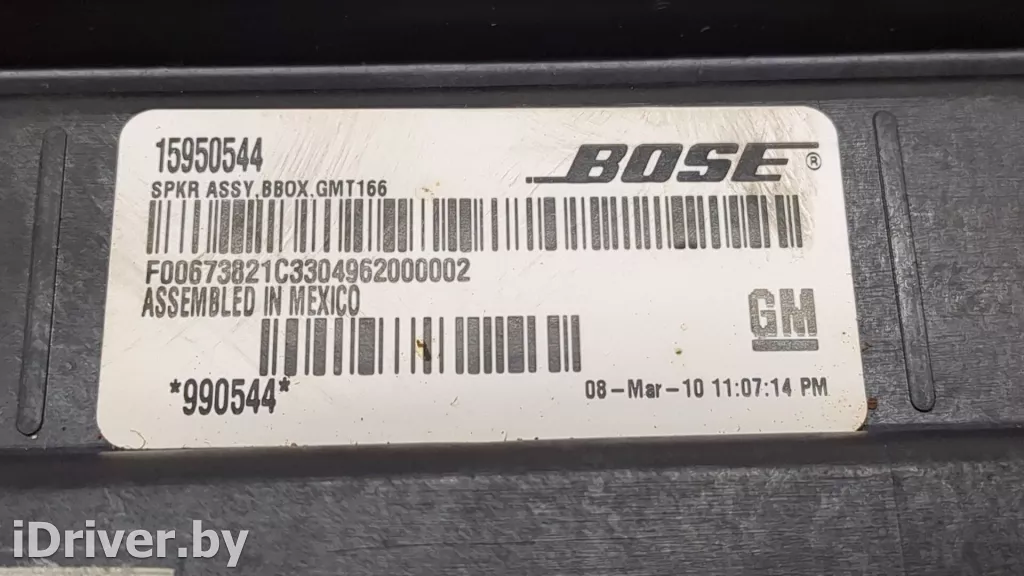 15950544
BOSE®
SPKR ASSY,BBOX,GMT166
F00673821C3304962000002
ASSEMBLED IN MEXICO
GM
*990544*
08-Mar-10 11:07:14 PM
iDriver.by